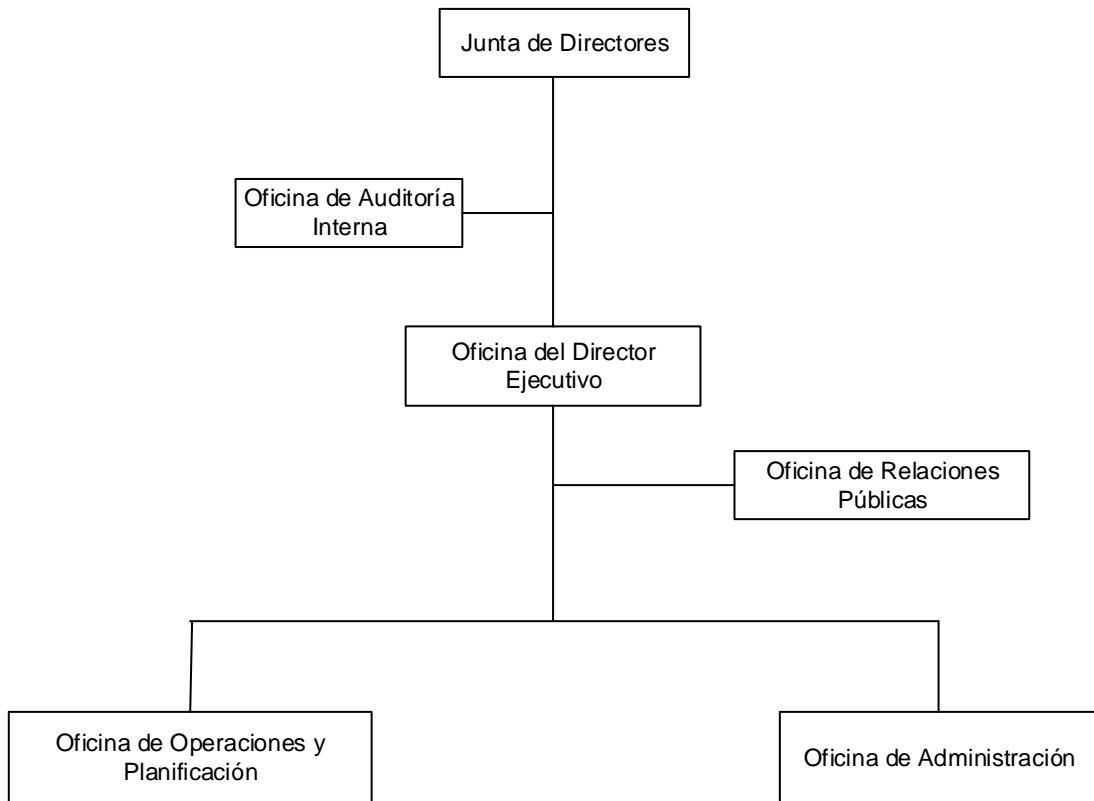 Junta de Directores
Oficina de Auditoría
Interna
Oficina del Director
Ejecutivo
Oficina de Relaciones
Públicas
Oficina de Operaciones y
Planificación
Oficina de Administración